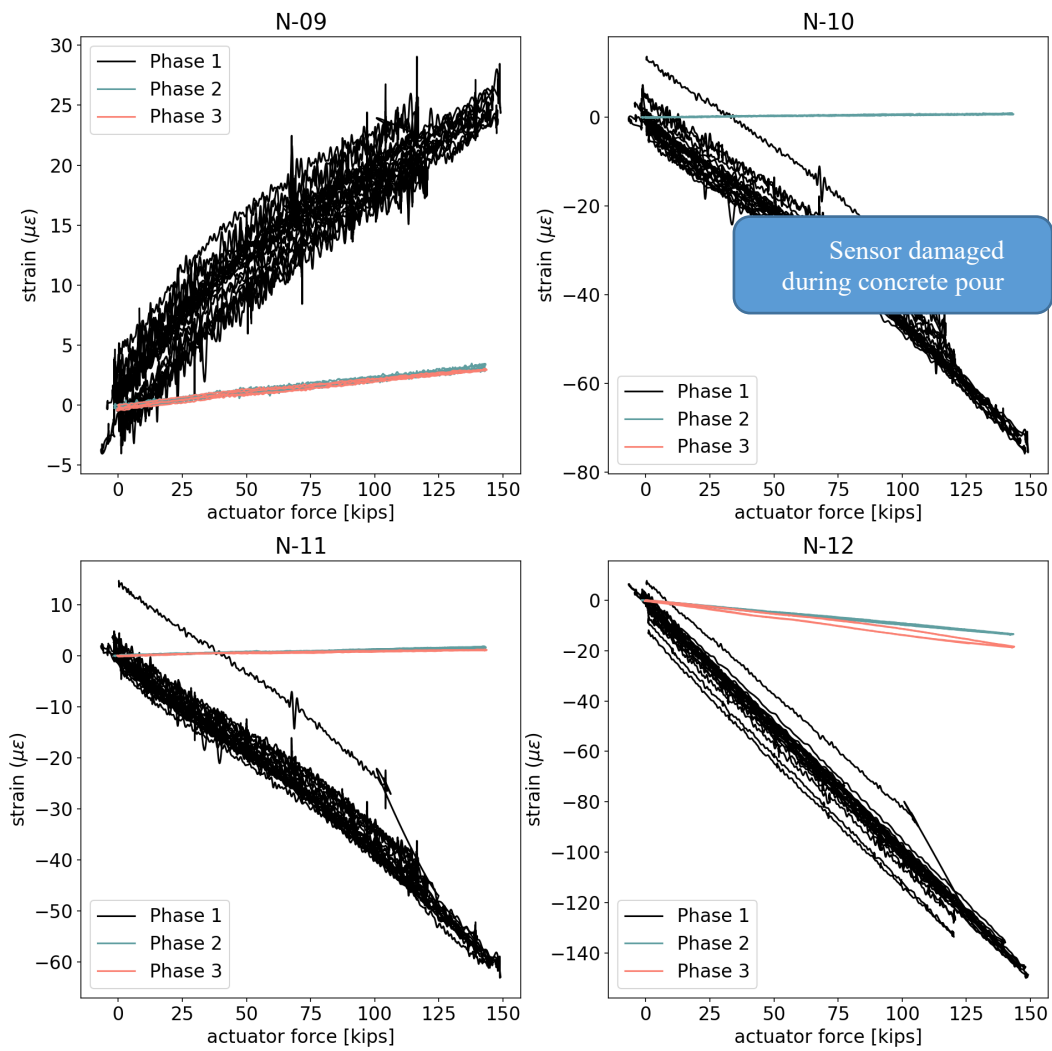 N-09
30
25
20
15
10
5
0
−5
strain (με)
Phase 1
Phase 2
Phase 3
0 25 50 75 100 125 150
actuator force [kips]
N-10
0
−20
−40
−60
−80
strain (με)
Sensor damaged
during concrete pour
Phase 1
Phase 2
Phase 3
0 25 50 75 100 125 150
actuator force [kips]
N-11
10
0
−10
−20
−30
−40
−50
−60
strain (με)
Phase 1
Phase 2
Phase 3
0 25 50 75 100 125 150
actuator force [kips]
N-12
0
−20
−40
−60
−80
−100
−120
−140
strain (με)
Phase 1
Phase 2
Phase 3
0 25 50 75 100 125 150
actuator force [kips]